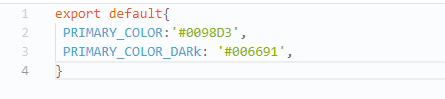 1 export default{
2 PRIMARY_COLOR:'#0098D3',
3 PRIMARY_COLOR_DARk: '#006691',
4 }